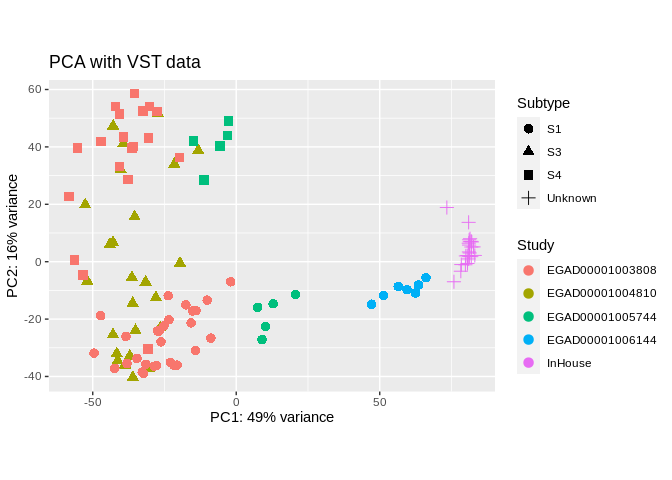 PCA with VST data
60
40
20
0
-20
-40
-50
0
50
PC1: 49% variance
PC2: 16% variance
Subtype
S1
S3
S4
Unknown
Study
EGAD00001003808
EGAD00001004810
EGAD00001005744
EGAD00001006144
InHouse